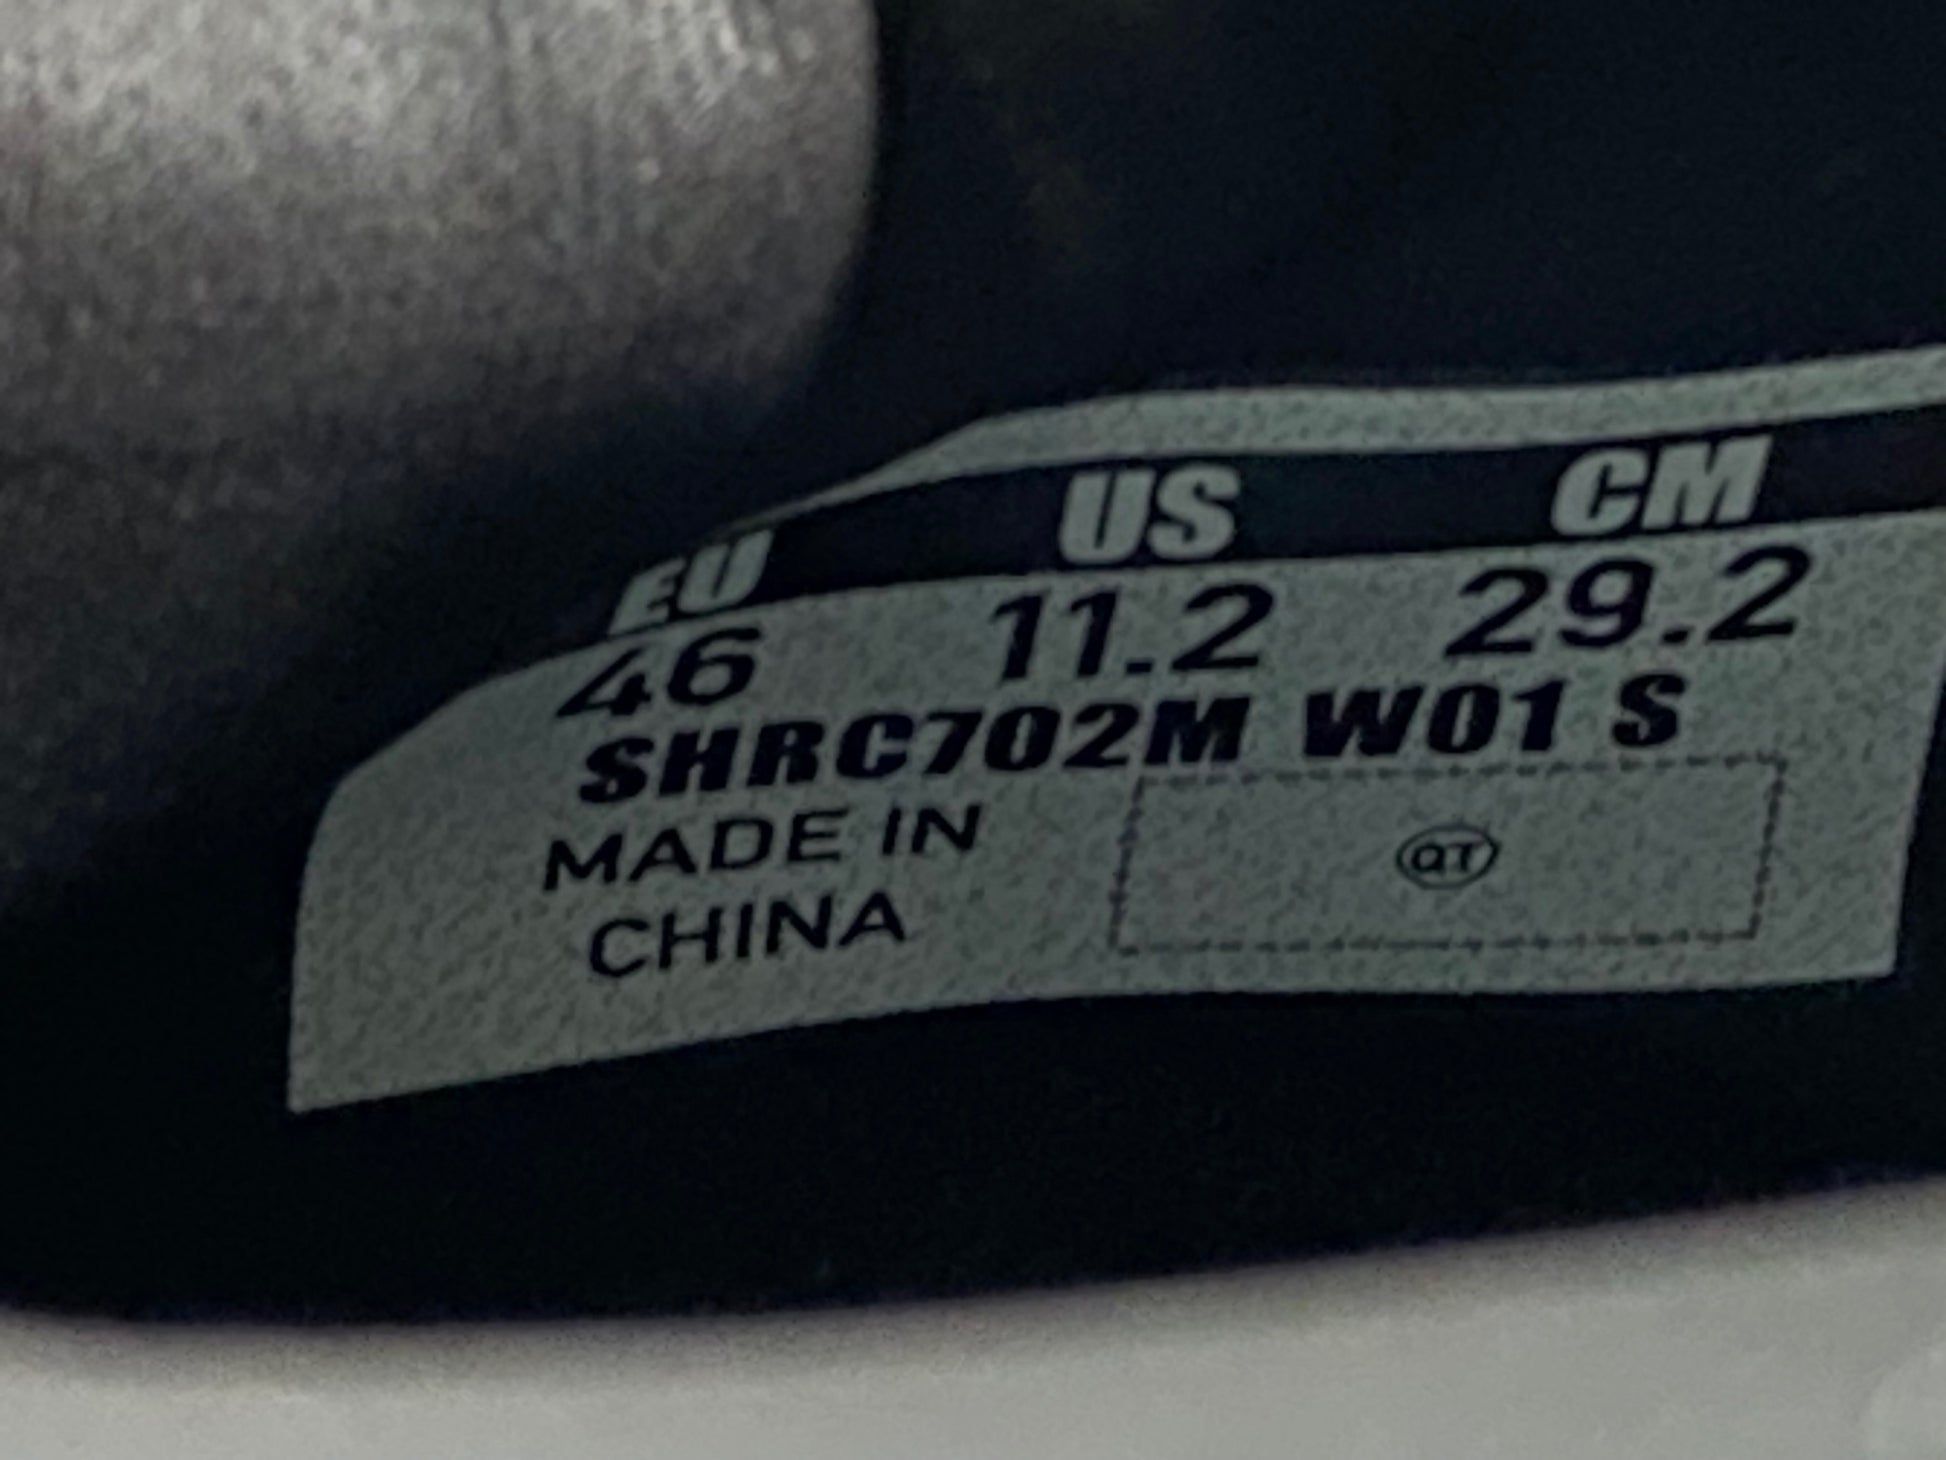 EU US CM
46 11.2 29.2
SHRC702M W01 S
MADE IN
CHINA
QT